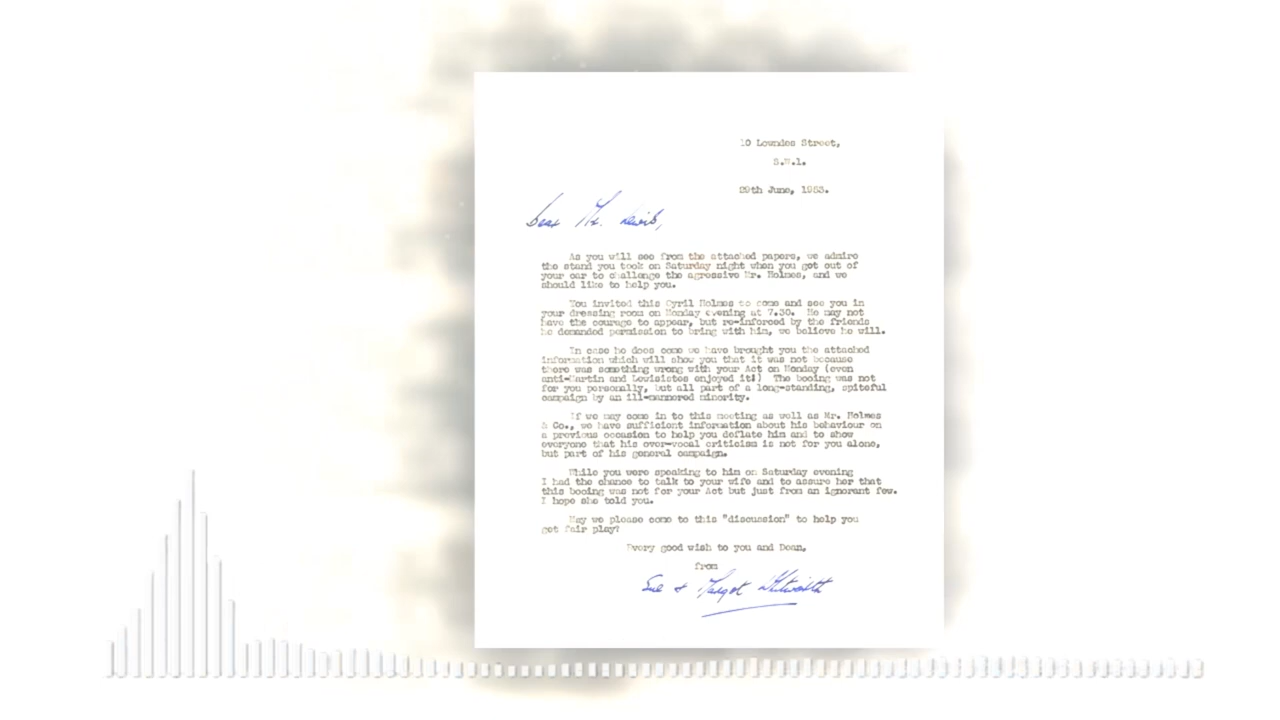 10 Lowndes Street,
S.W.1.
29th June, 1953.
Dear Mr. Lewis,
As you will see from the attached papers, we admire
the stand you took on Saturday night when you got out of
your car to challenge the agressive Mr. Holmes, and we
should like to help you.
You invited this Cyril Holmes to come and see you in
your dressing room on Monday evening at 7.30. He may not
have the courage to appear, but re-inforced by the friends
he demanded permission to bring with him, we believe he will.
In case he does come we have brought you the attached
information which will show you that it was not because
there was something wrong with your Act on Monday (even
anti-Martin and Lewisites enjoyed it!) The booing was not
for you personally, but all part of a long-standing, spiteful
campaign by an ill-mannered minority.
If we may come in to this meeting as well as Mr. Holmes
& Co., we have sufficient information about his behaviour on
a previous occasion to help you deflate him and to show
everyone that his over-vocal criticism is not for you alone,
but part of his general campaign.
While you were speaking to him on Saturday evening
I had the chance to talk to your wife and to assure her that
this booing was not for your Act but just from an ignorant few.
I hope she told you.
May we please come to this "discussion" to help you
get fair play?
Every good wish to you and Dean,
from
Sue & Margot